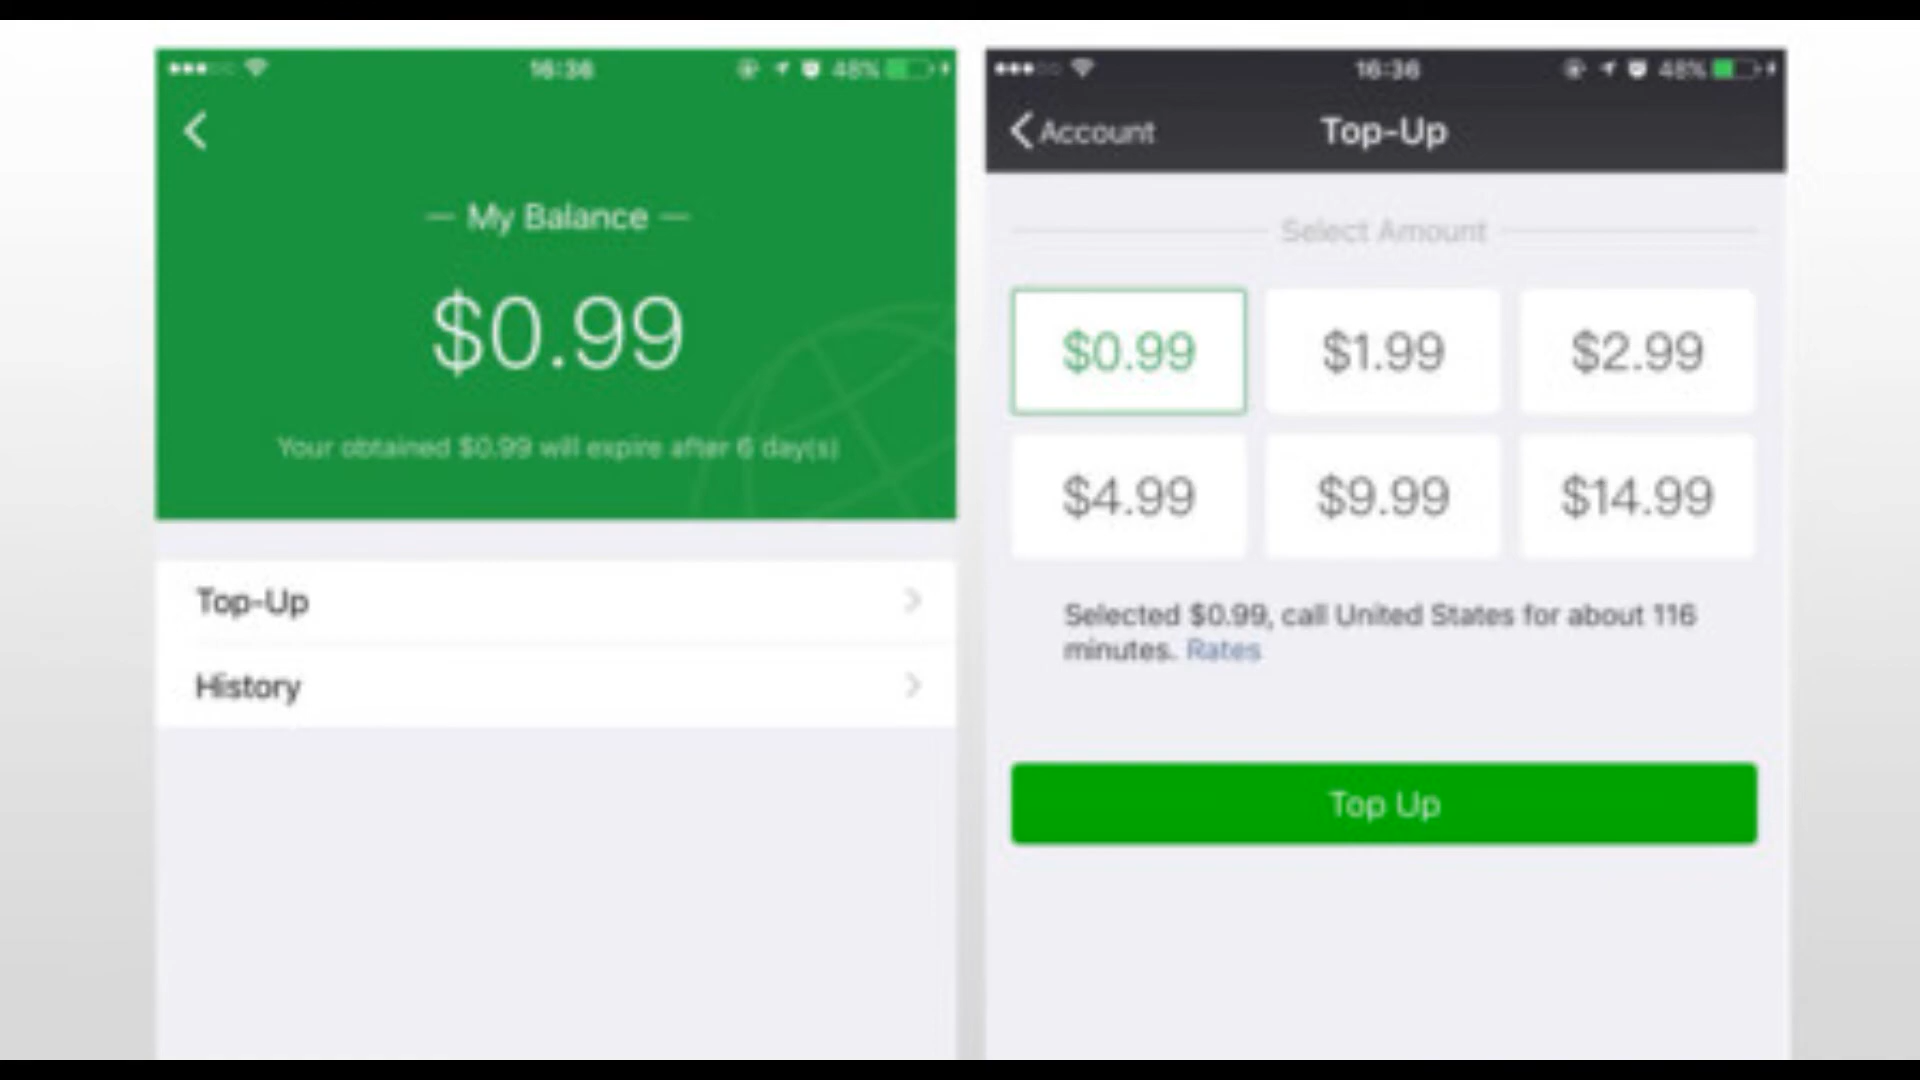 16:36
48%
— My Balance —
$0.99
Your obtained $0.99 will expire after 6 day(s)
Top-Up
History
16:36
48%
Account
Top-Up
Select Amount
$0.99
$1.99
$2.99
$4.99
$9.99
$14.99
Selected $0.99, call United States for about 116
minutes. Rates
Top Up